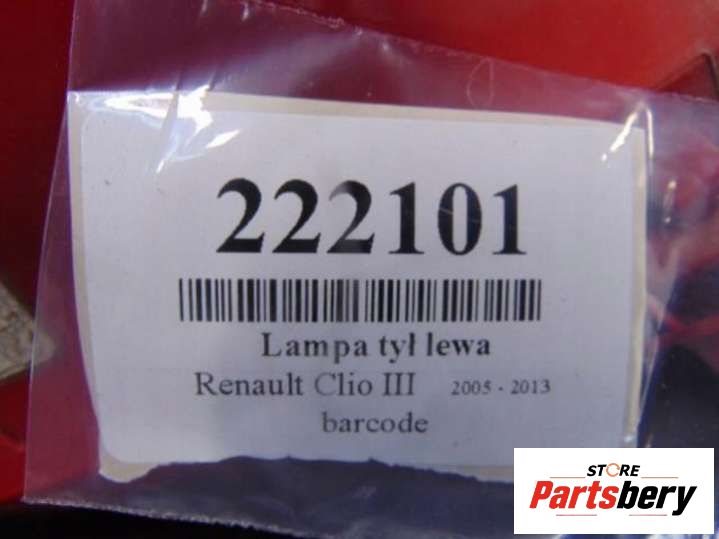 222101
Lampa tył lewa
Renault Clio III 2005 - 2013
barcode
STORE
Partsbery